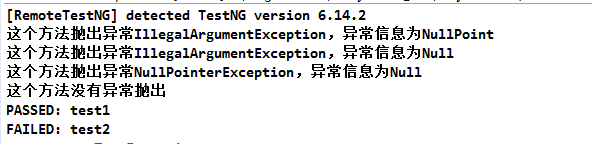 [RemoteTestNG] detected TestNG version 6.14.2
这个方法抛出异常IllegalArgumentException，异常信息为NullPoint
这个方法抛出异常IllegalArgumentException，异常信息为Null
这个方法抛出异常NullPointerException，异常信息为Null
这个方法没有异常抛出
PASSED: test1
FAILED: test2